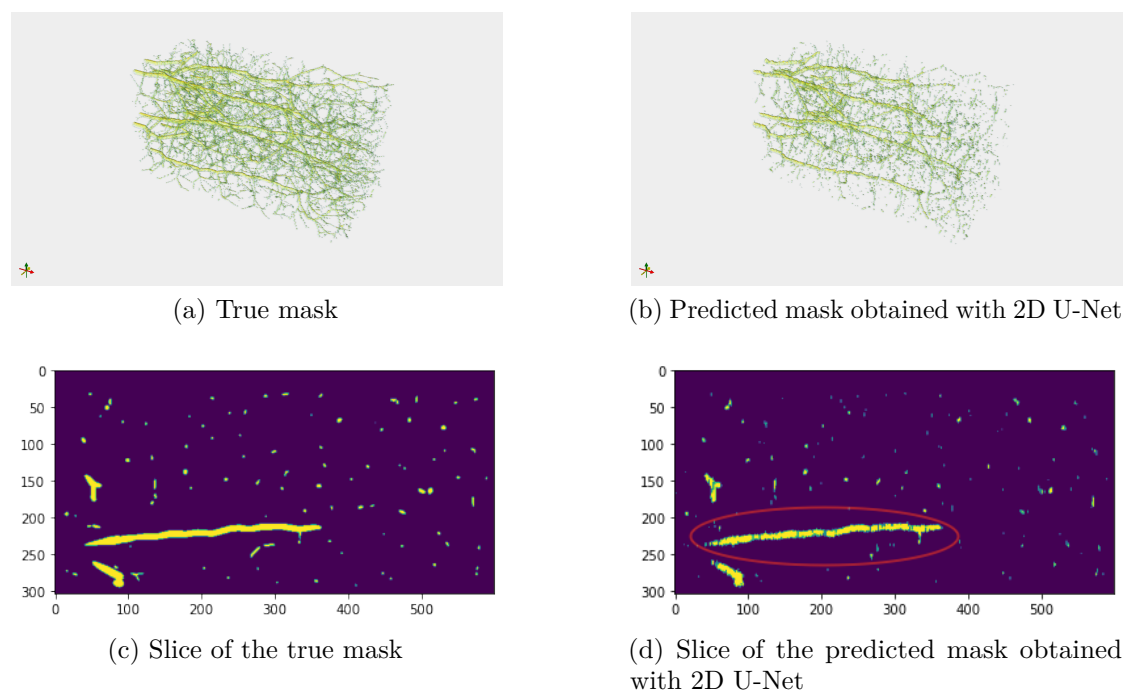 (a) True mask
(b) Predicted mask obtained with 2D U-Net
0
50
100
150
200
250
300
0 100 200 300 400 500
(c) Slice of the true mask
0
50
100
150
200
250
300
0 100 200 300 400 500
(d) Slice of the predicted mask obtained
with 2D U-Net